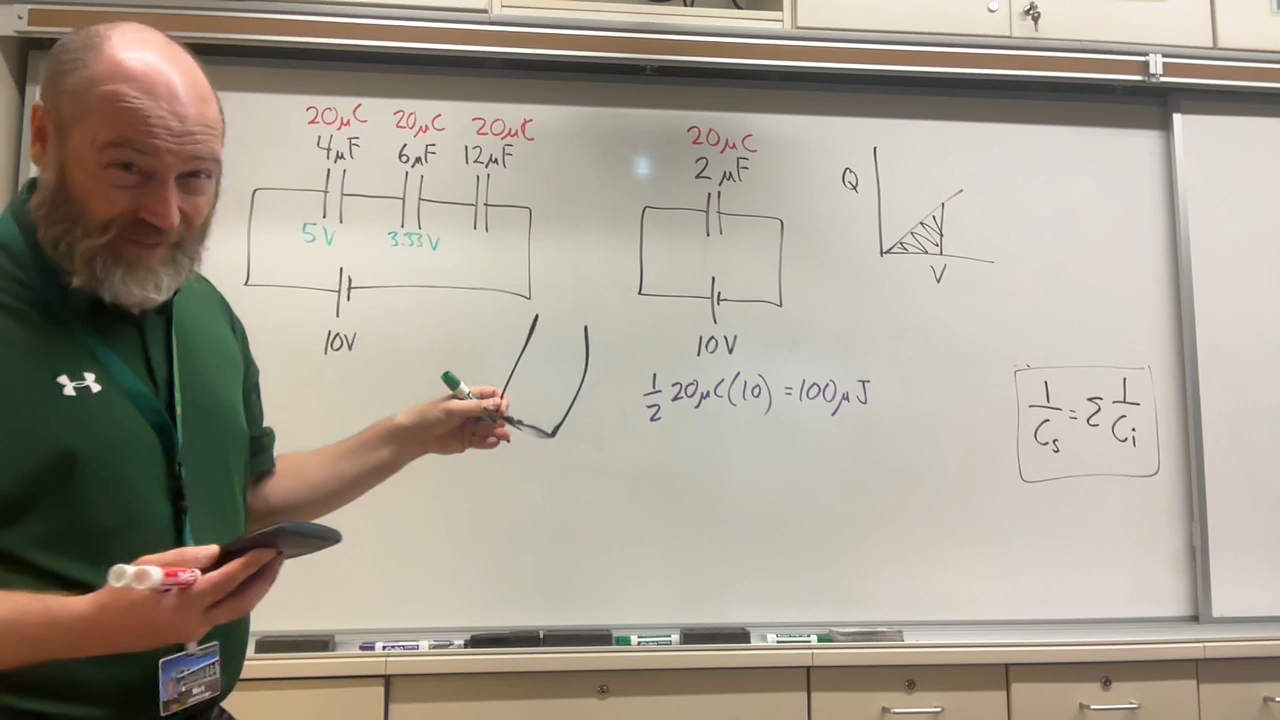 20μC 20μC 20μC
4μF 6μF 12μF
5V 3.33V
10V
20μC
2μF
10V
1/2 20μC(10) = 100μJ
Q
V
1/Cs = Σ 1/Ci
Mark